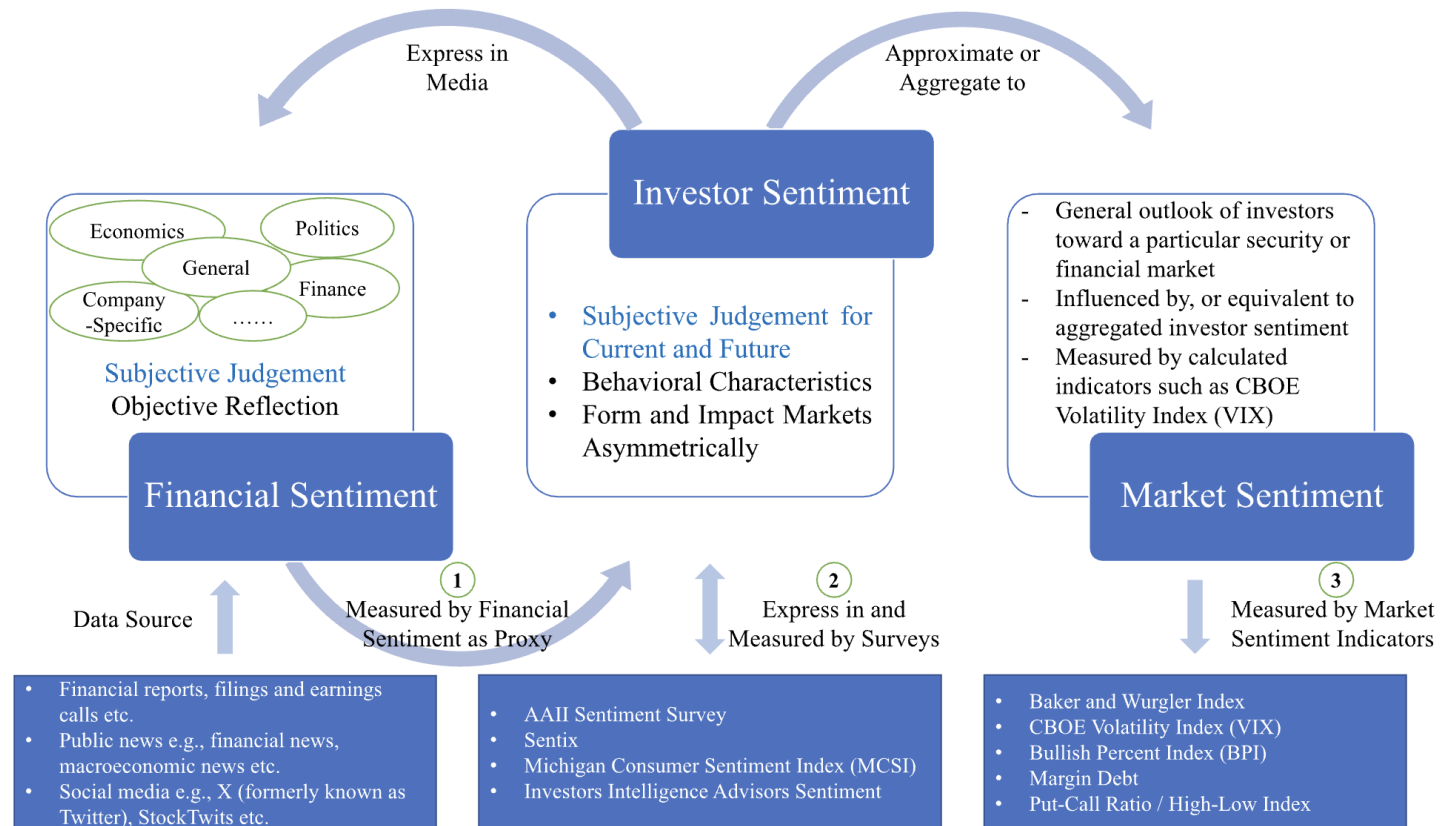 Express in
Media
Approximate or
Aggregate to
Investor Sentiment
Economics
Politics
General
Finance
Company
-Specific
……
Subjective Judgement
Objective Reflection
Financial Sentiment
• Subjective Judgement for
Current and Future
• Behavioral Characteristics
• Form and Impact Markets
Asymmetrically
- General outlook of investors
toward a particular security or
financial market
- Influenced by, or equivalent to
aggregated investor sentiment
- Measured by calculated
indicators such as CBOE
Volatility Index (VIX)
Market Sentiment
Data Source
1
Measured by Financial
Sentiment as Proxy
2
Express in and
Measured by Surveys
3
Measured by Market
Sentiment Indicators
• Financial reports, filings and earnings
calls etc.
• Public news e.g., financial news,
macroeconomic news etc.
• Social media e.g., X (formerly known as
Twitter), StockTwits etc.
• AAII Sentiment Survey
• Sentix
• Michigan Consumer Sentiment Index (MCSI)
• Investors Intelligence Advisors Sentiment
• Baker and Wurgler Index
• CBOE Volatility Index (VIX)
• Bullish Percent Index (BPI)
• Margin Debt
• Put-Call Ratio / High-Low Index